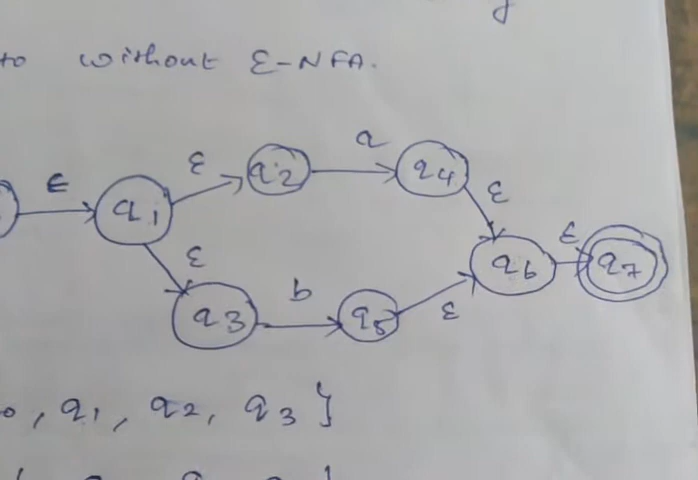 to without ε-NFA.
ε q1 ε q2 a q4 ε
ε q3 b q5 ε q6 ε q7
, q1, q2, q3 }